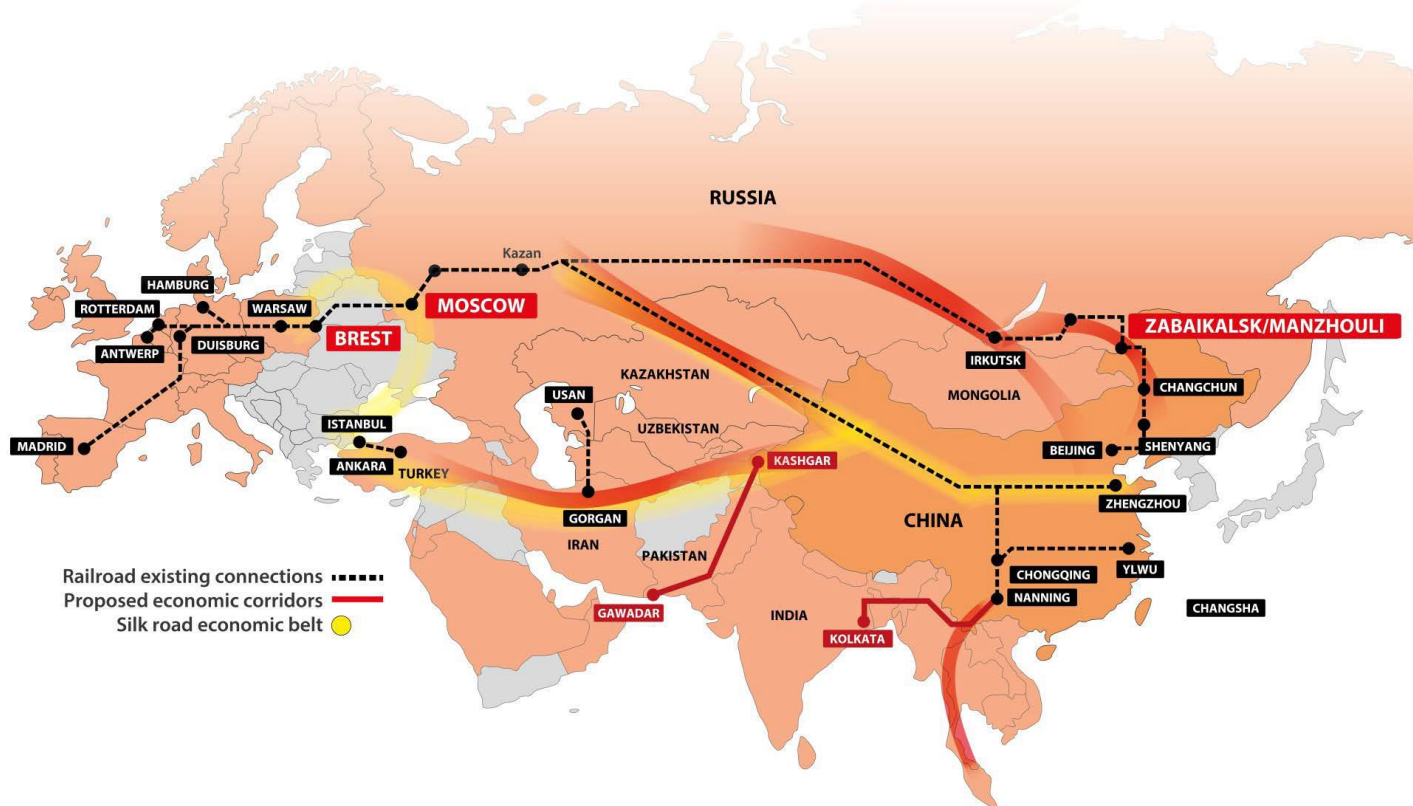 RUSSIA
Kazan
HAMBURG
ROTTERDAM
WARSAW
MOSCOW
ANTWERP
DUISBURG
BREST
ZABAIKALSK/MANZHOULI
IRKUTSK
KAZAKHSTAN
MONGOLIA
CHANGCHUN
USAN
ISTANBUL
UZBEKISTAN
MADRID
BEIJING
SHENYANG
ANKARA
TURKEY
KASHGAR
ZHENGZHOU
GORGAN
CHINA
IRAN
PAKISTAN
Railroad existing connections
CHONGQING
YLWU
Proposed economic corridors
NANNING
GAWADAR
INDIA
CHANGSHA
Silk road economic belt
KOLKATA